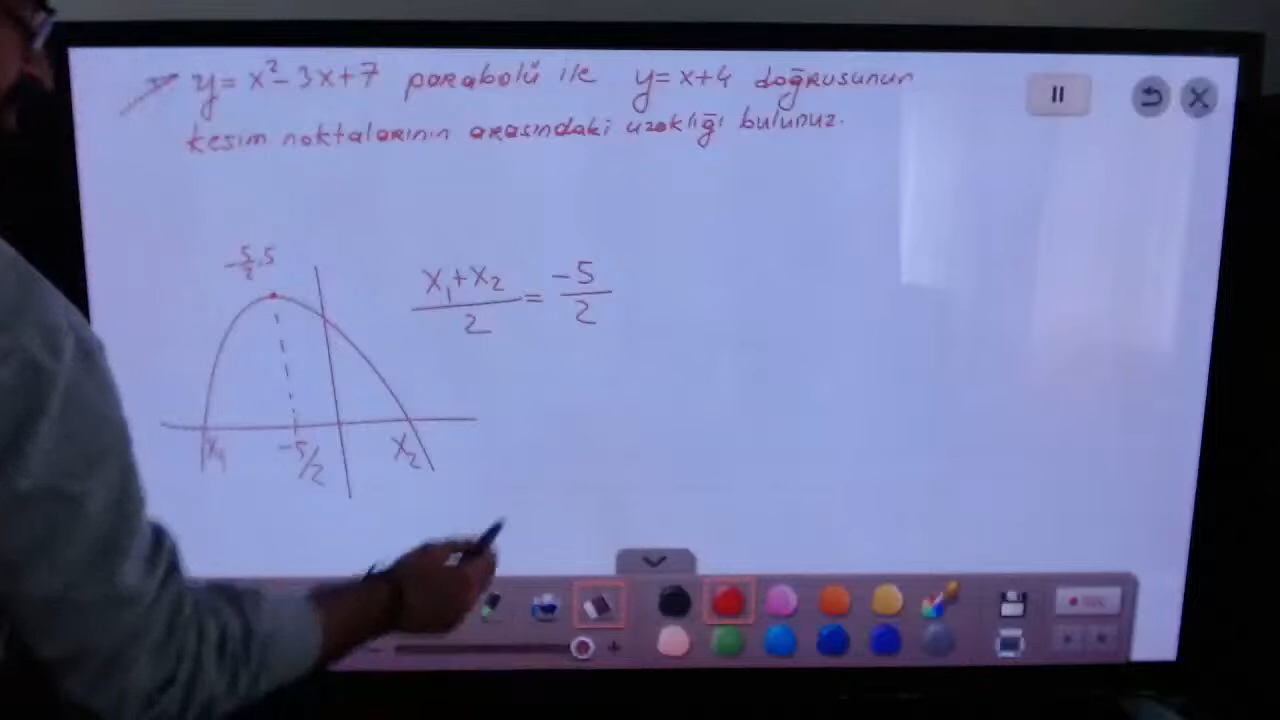 y = x² - 3x + 7 parabolü ile y = x + 4 doğrusunun
kesim noktalarının arasındaki uzaklığı bulunuz.
-5/2 . 5
(x₁ + x₂)/2 = -5/2
x₁ -5/2 x₂